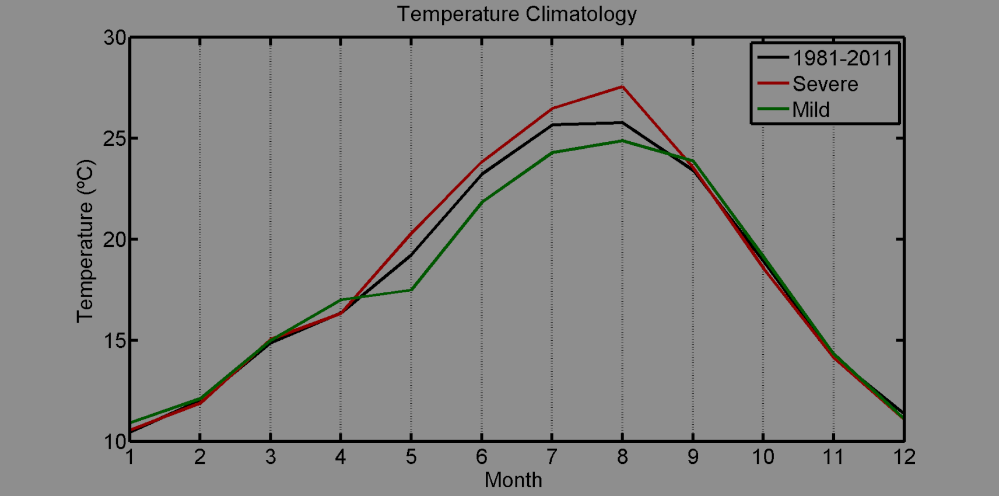 Temperature Climatology
30
25
20
15
10
Temperature (ºC)
1981-2011
Severe
Mild
1 2 3 4 5 6 7 8 9 10 11 12
Month